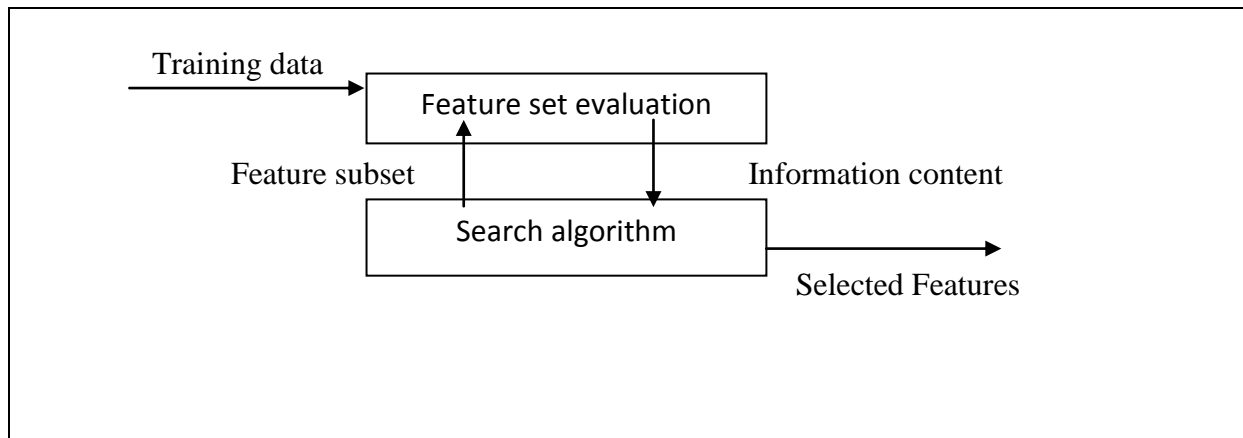 Training data
Feature set evaluation
Feature subset
Information content
Search algorithm
Selected Features